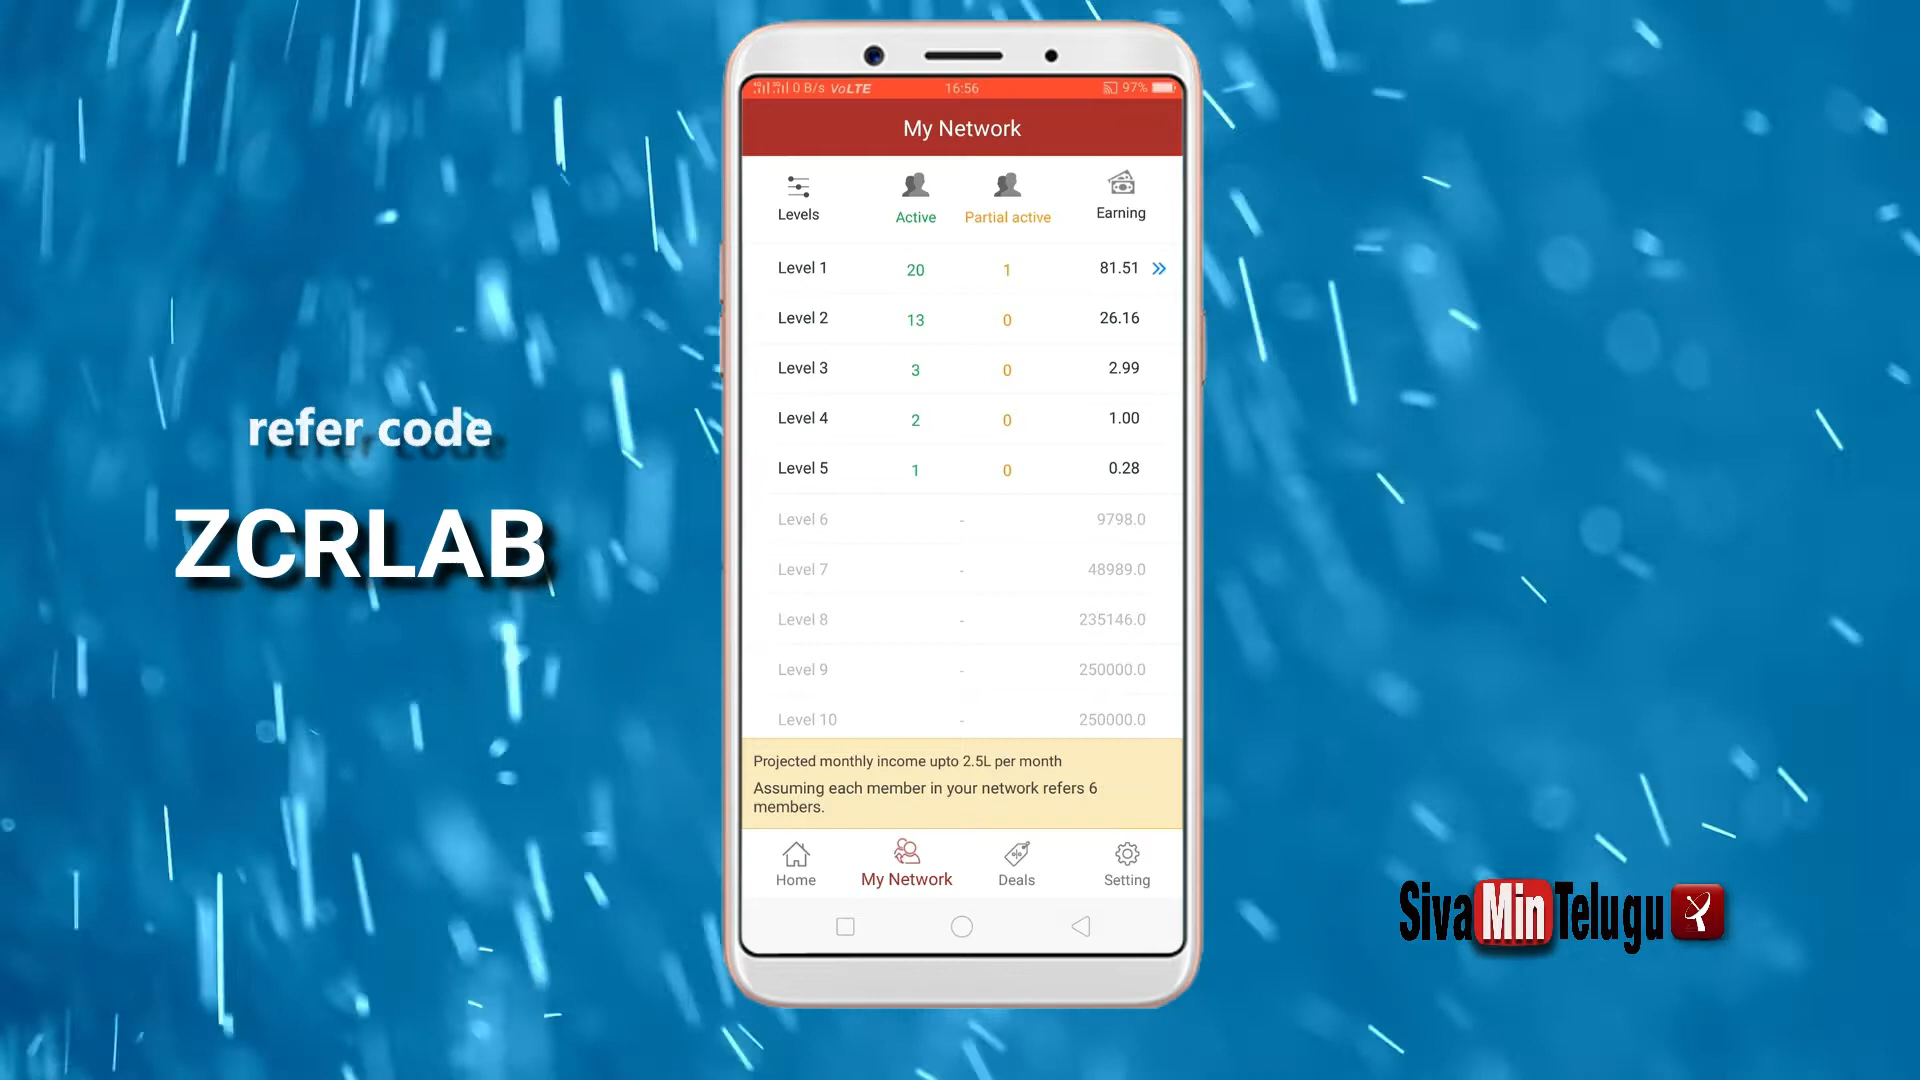 0 B/s VoLTE 16:56 97%
My Network
Levels Active Partial active Earning
Level 1 20 1 81.51
Level 2 13 0 26.16
Level 3 3 0 2.99
Level 4 2 0 1.00
Level 5 1 0 0.28
Level 6 - 9798.0
Level 7 - 48989.0
Level 8 - 235146.0
Level 9 - 250000.0
Level 10 - 250000.0
Projected monthly income upto 2.5L per month
Assuming each member in your network refers 6
members.
Home My Network Deals Setting
refer code
ZCRLAB
SivaMinTelugu